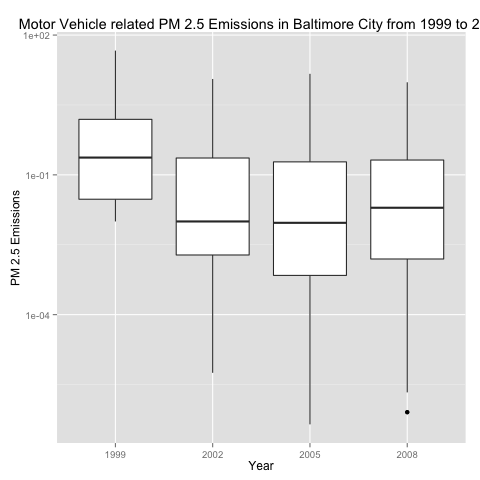 Motor Vehicle related PM 2.5 Emissions in Baltimore City from 1999 to 2
1e+02
1e-01
1e-04
PM 2.5 Emissions
1999 2002 2005 2008
Year